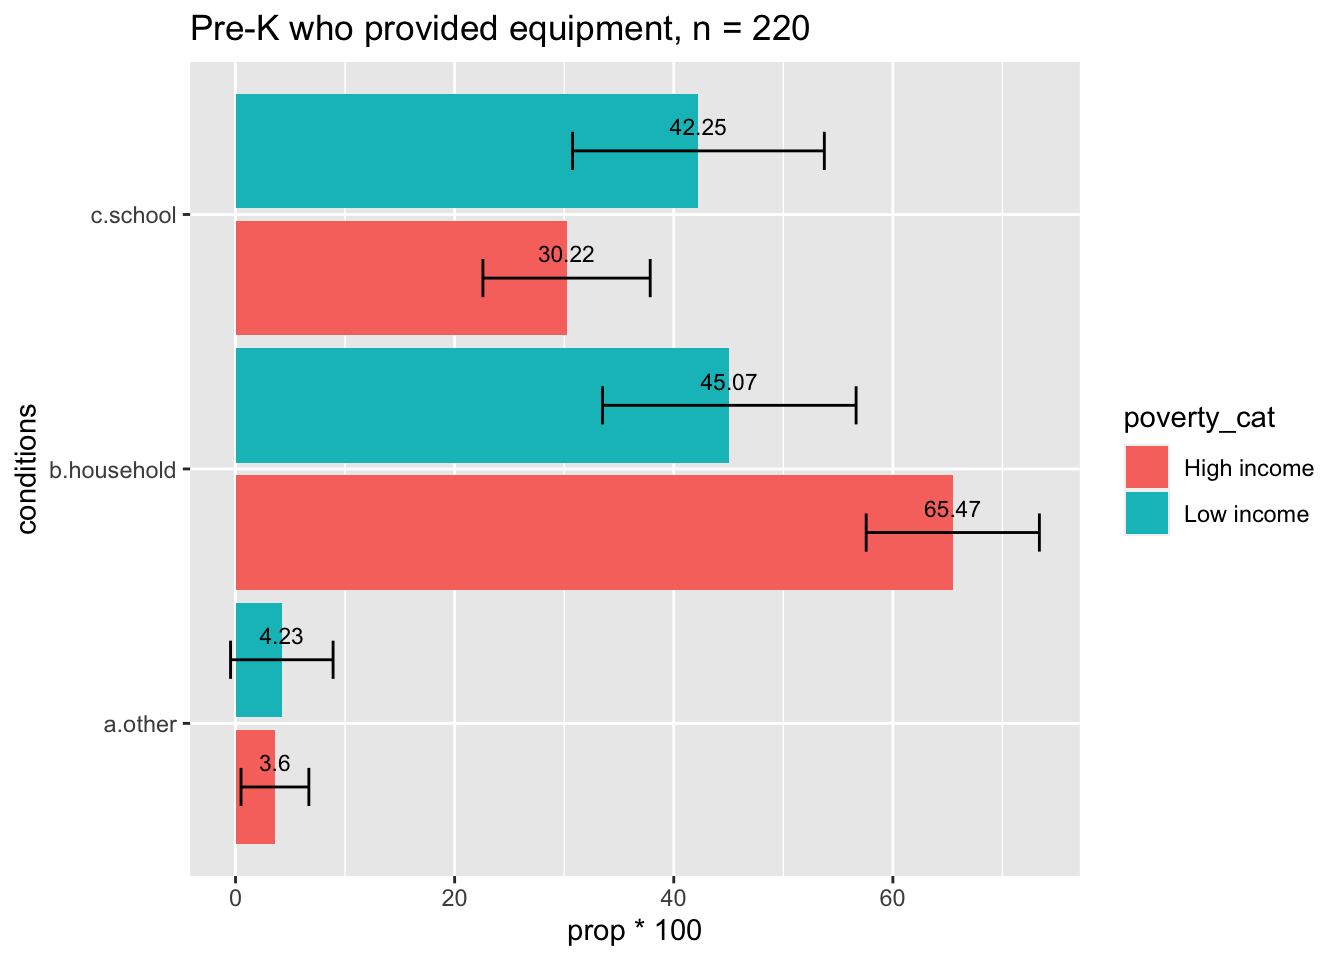 Pre-K who provided equipment, n = 220
conditions
c.school
b.household
a.other
42.25
30.22
45.07
65.47
4.23
3.6
0 20 40 60
prop * 100
poverty_cat
High income
Low income